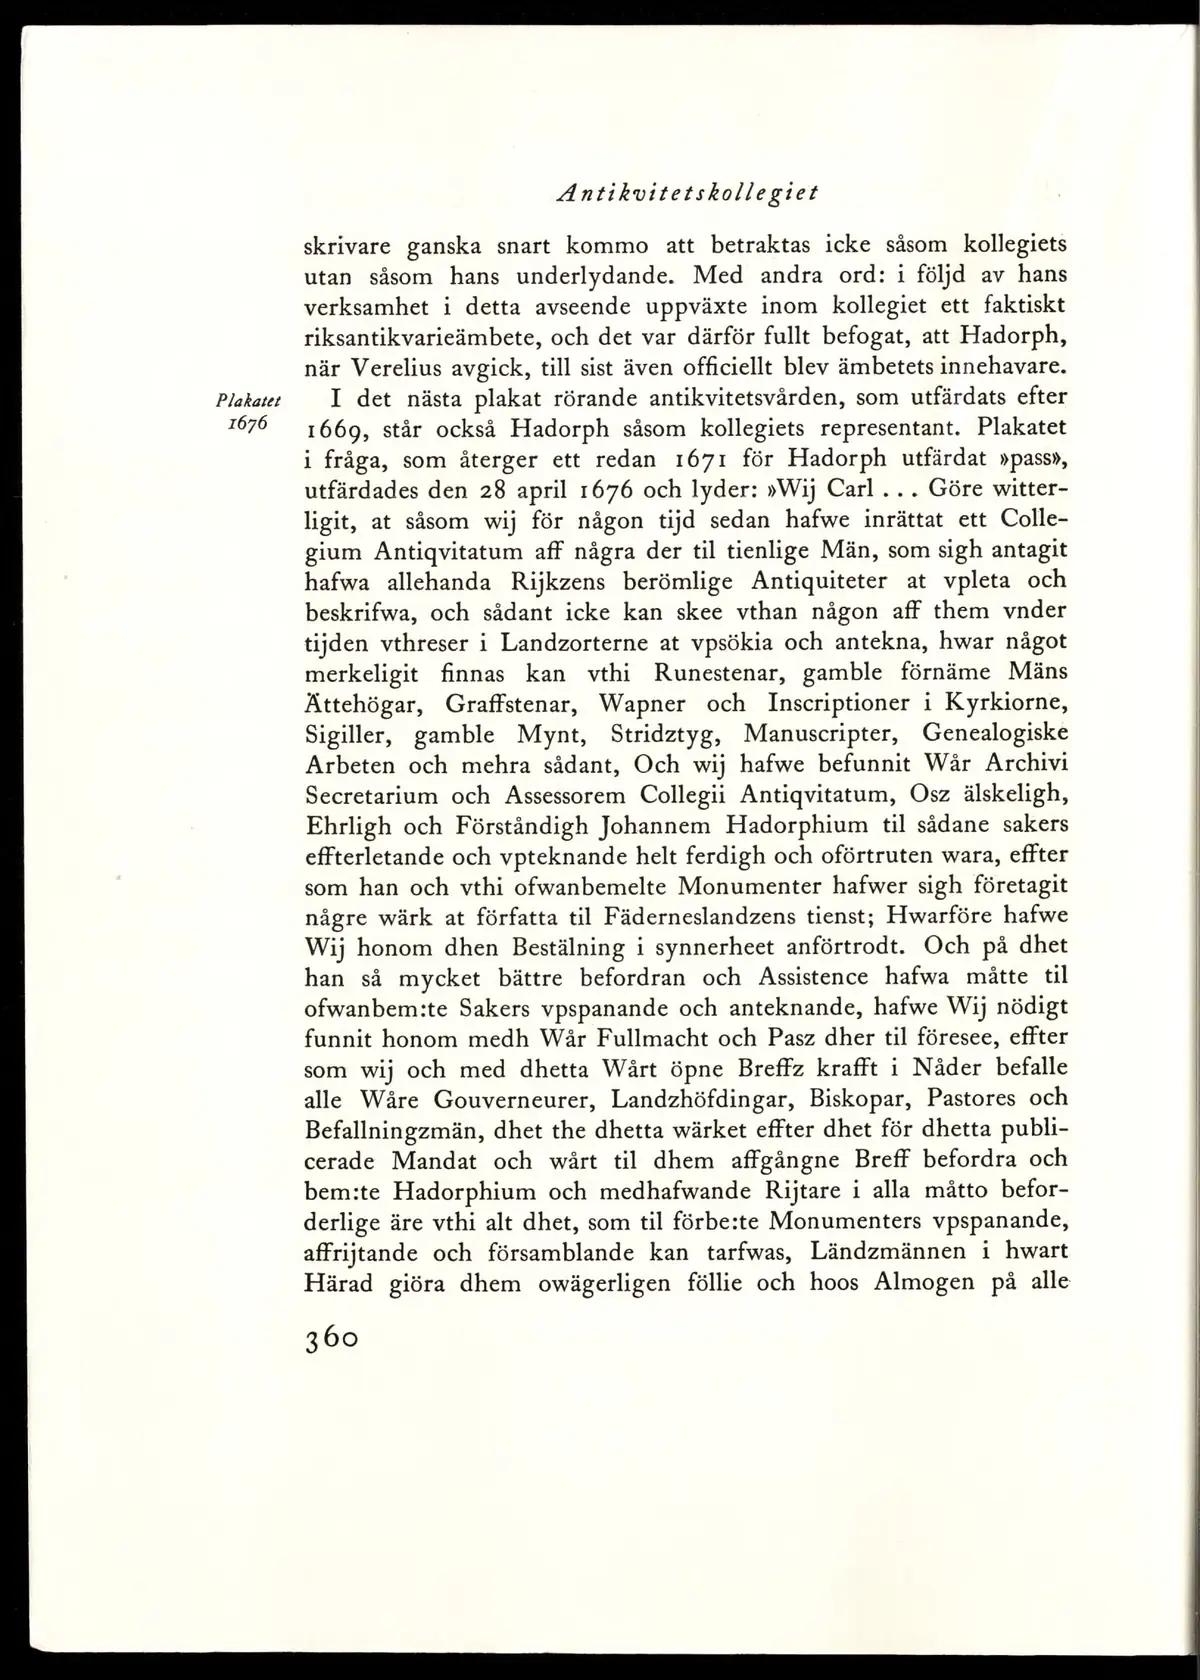 Antikvitetskollegiet
skrivare ganska snart kommo att betraktas icke såsom kollegiets
utan såsom hans underlydande. Med andra ord: i följd av hans
verksamhet i detta avseende uppväxte inom kollegiet ett faktiskt
riksantikvarieämbete, och det var därför fullt befogat, att Hadorph,
när Verelius avgick, till sist även officiellt blev ämbetets innehavare.
Plakatet
1676
I det nästa plakat rörande antikvitetsvården, som utfärdats efter
1669, står också Hadorph såsom kollegiets representant. Plakatet
i fråga, som återger ett redan 1671 för Hadorph utfärdat »pass»,
utfärdades den 28 april 1676 och lyder: »Wij Carl . . . Göre witter-
ligit, at såsom wij för någon tijd sedan hafwe inrättat ett Colle-
gium Antiqvitatum aff några der til tienlige Män, som sigh antagit
hafwa allehanda Rijkzens berömlige Antiquiteter at vpleta och
beskrifwa, och sådant icke kan skee vthan någon aff them vnder
tijden vthreser i Landzorterne at vpsökia och antekna, hwar något
merkeligit finnas kan vthi Runestenar, gamble förnäme Mäns
Ättehögar, Graffstenar, Wapner och Inscriptioner i Kyrkiorne,
Sigiller, gamble Mynt, Stridztyg, Manuscripter, Genealogiske
Arbeten och mehra sådant, Och wij hafwe befunnit Wår Archivi
Secretarium och Assessorem Collegii Antiqvitatum, Osz älskeligh,
Ehrligh och Förståndigh Johannem Hadorphium til sådane sakers
effterletande och vpteknande helt ferdigh och oförtruten wara, effter
som han och vthi ofwanbemelte Monumenter hafwer sigh företagit
någre wärk at författa til Fäderneslandzens tienst; Hwarföre hafwe
Wij honom dhen Bestälning i synnerheet anförtrodt. Och på dhet
han så mycket bättre befordran och Assistence hafwa måtte til
ofwanbem:te Sakers vpspanande och anteknande, hafwe Wij nödigt
funnit honom medh Wår Fullmacht och Pasz dher til föresee, effter
som wij och med dhetta Wårt öpne Breffz krafft i Nåder befalle
alle Wåre Gouverneurer, Landzhöfdingar, Biskopar, Pastores och
Befallningzmän, dhet the dhetta wärket effter dhet för dhetta publi-
cerade Mandat och wårt til dhem affgångne Breff befordra och
bem:te Hadorphium och medhafwande Rijtare i alla måtto befor-
derlige äre vthi alt dhet, som til förbe:te Monumenters vpspanande,
affrijtande och församblande kan tarfwas, Ländzmännen i hwart
Härad giöra dhem owägerligen föllie och hoos Almogen på alle
360